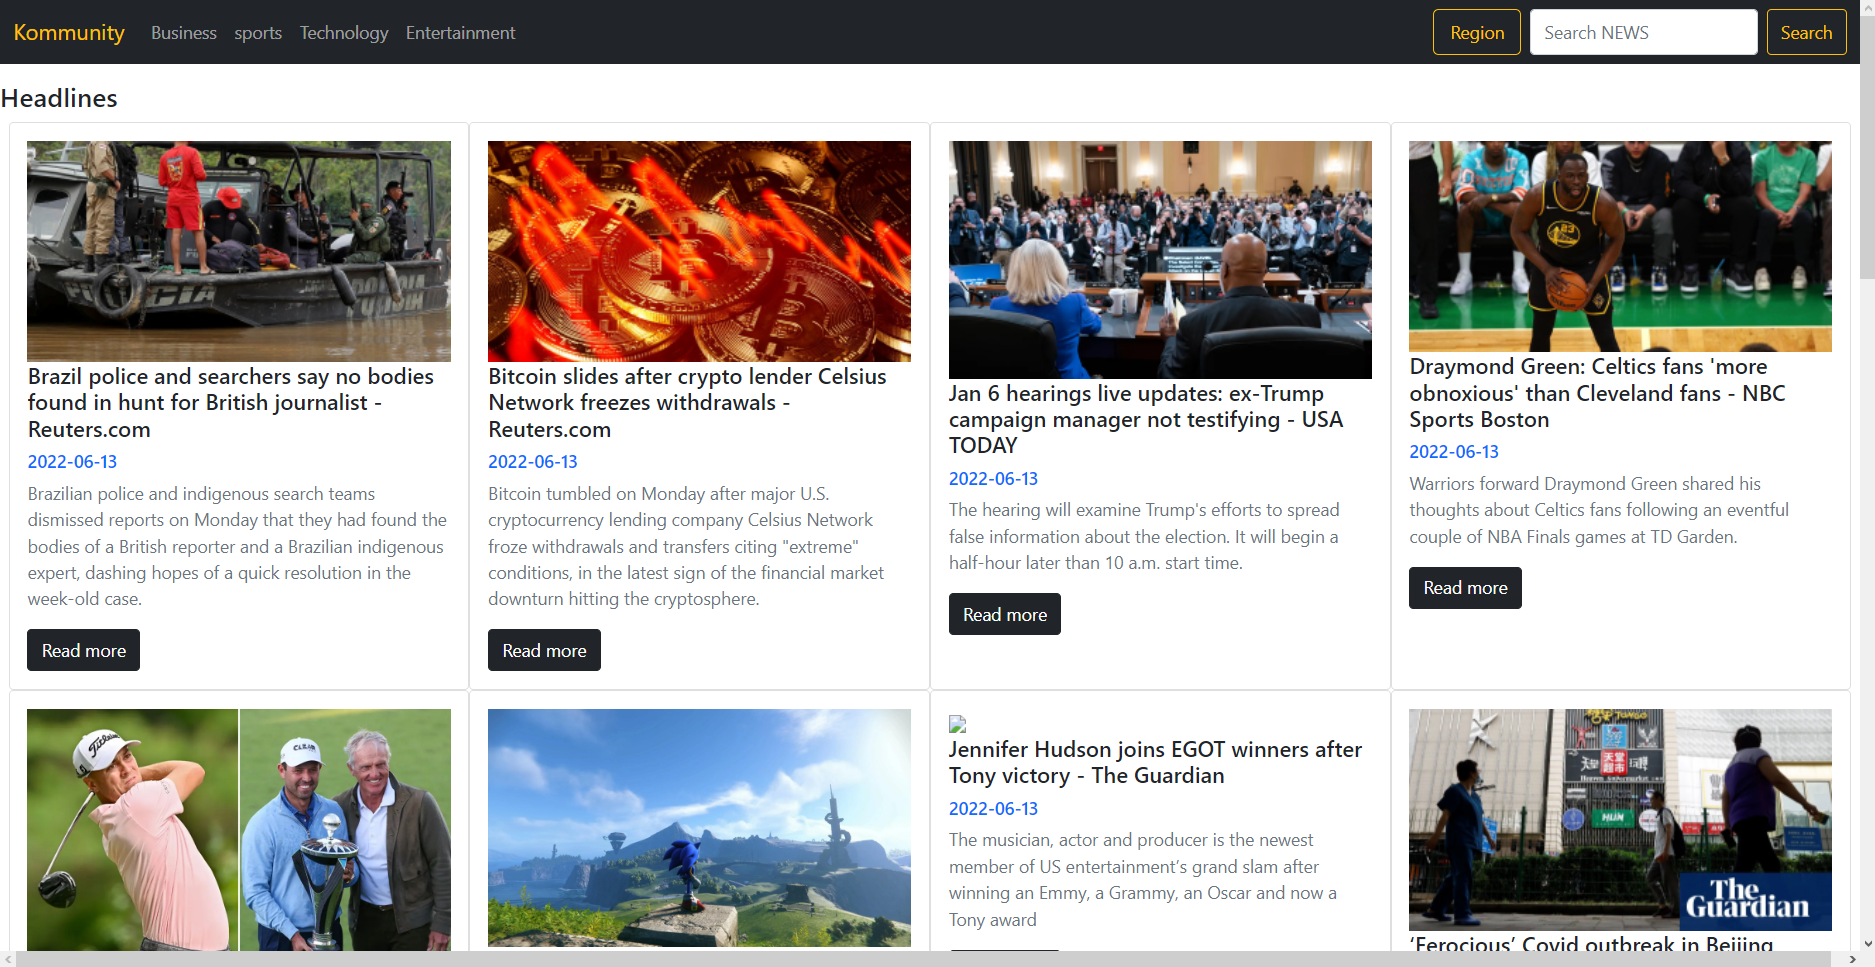 Kommunity Business sports Technology Entertainment Region Search NEWS Search
Headlines
Brazil police and searchers say no bodies
found in hunt for British journalist -
Reuters.com
2022-06-13
Brazilian police and indigenous search teams
dismissed reports on Monday that they had found the
bodies of a British reporter and a Brazilian indigenous
expert, dashing hopes of a quick resolution in the
week-old case.
Read more
Bitcoin slides after crypto lender Celsius
Network freezes withdrawals -
Reuters.com
2022-06-13
Bitcoin tumbled on Monday after major U.S.
cryptocurrency lending company Celsius Network
froze withdrawals and transfers citing "extreme"
conditions, in the latest sign of the financial market
downturn hitting the cryptosphere.
Read more
Jan 6 hearings live updates: ex-Trump
campaign manager not testifying - USA
TODAY
2022-06-13
The hearing will examine Trump's efforts to spread
false information about the election. It will begin a
half-hour later than 10 a.m. start time.
Read more
23
Draymond Green: Celtics fans 'more
obnoxious' than Cleveland fans - NBC
Sports Boston
2022-06-13
Warriors forward Draymond Green shared his
thoughts about Celtics fans following an eventful
couple of NBA Finals games at TD Garden.
Read more
Titleist
Jennifer Hudson joins EGOT winners after
Tony victory - The Guardian
2022-06-13
The musician, actor and producer is the newest
member of US entertainment’s grand slam after
winning an Emmy, a Grammy, an Oscar and now a
Tony award
The
Guardian
‘Ferocious’ Covid outbreak in Beijing